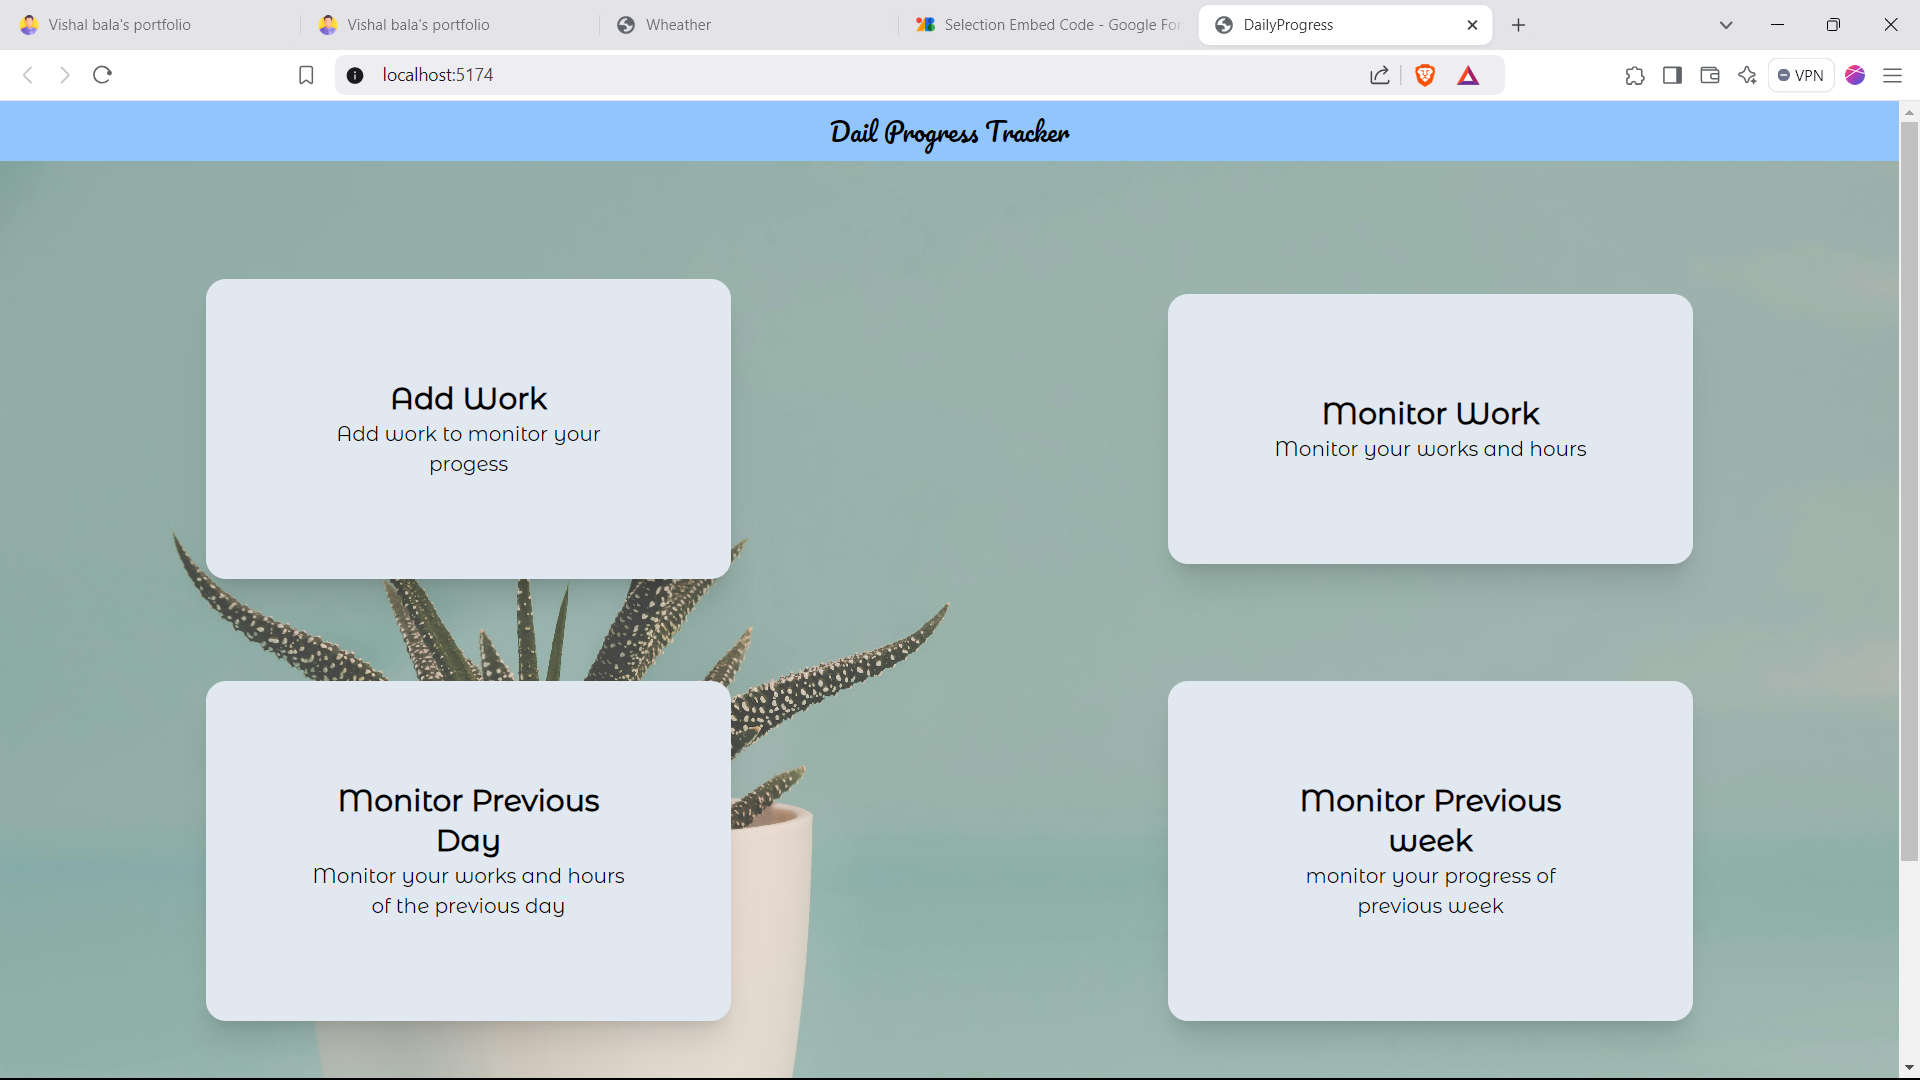 Vishal bala's portfolio
Vishal bala's portfolio
Wheather
Selection Embed Code - Google For
DailyProgress
localhost:5174
VPN
Dail Progress Tracker
Add Work
Add work to monitor your
progess
Monitor Work
Monitor your works and hours
Monitor Previous
Day
Monitor your works and hours
of the previous day
Monitor Previous
week
monitor your progress of
previous week